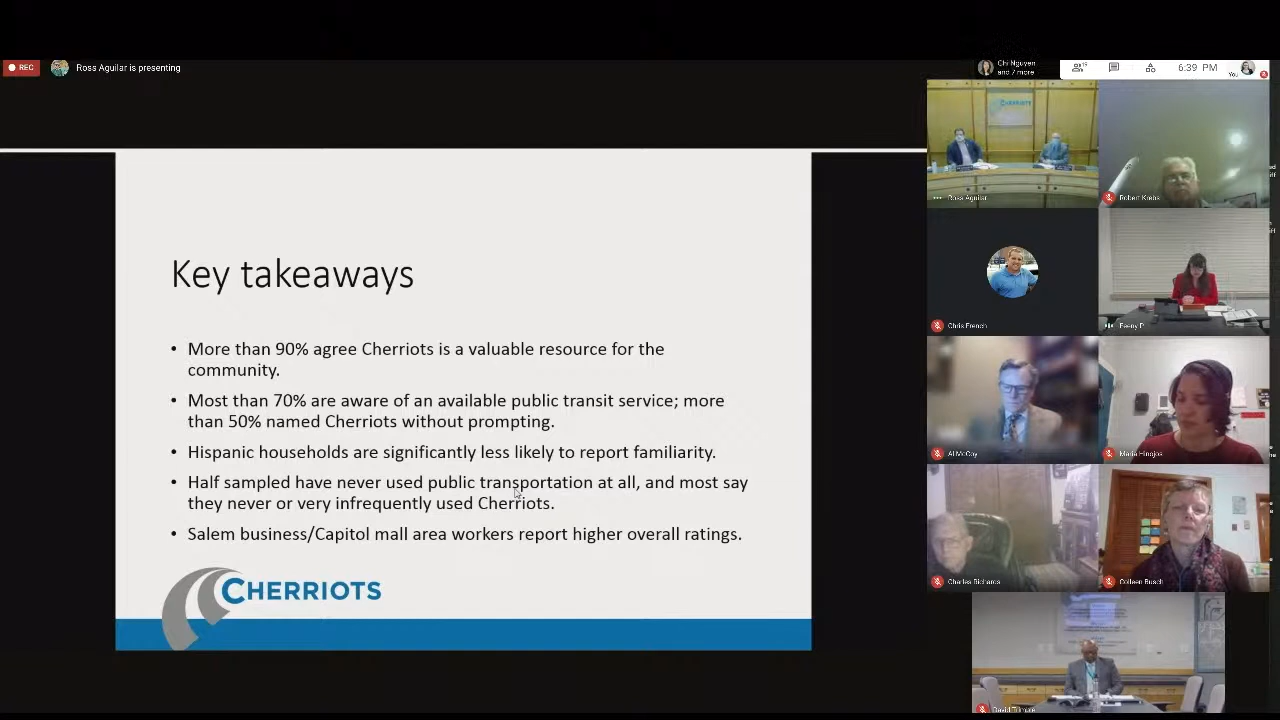 REC
Ross Aguilar is presenting
Chi Nguyen
and 7 more
19
6:39 PM
You
CHERRIOTS
Ross Aguilar
Robert Krebs
Chris French
Al McCoy
Maria Hinojos
Charles Richards
Colleen Busch
Key takeaways
• More than 90% agree Cherriots is a valuable resource for the
community.
• Most than 70% are aware of an available public transit service; more
than 50% named Cherriots without prompting.
• Hispanic households are significantly less likely to report familiarity.
• Half sampled have never used public transportation at all, and most say
they never or very infrequently used Cherriots.
• Salem business/Capitol mall area workers report higher overall ratings.
CHERRIOTS